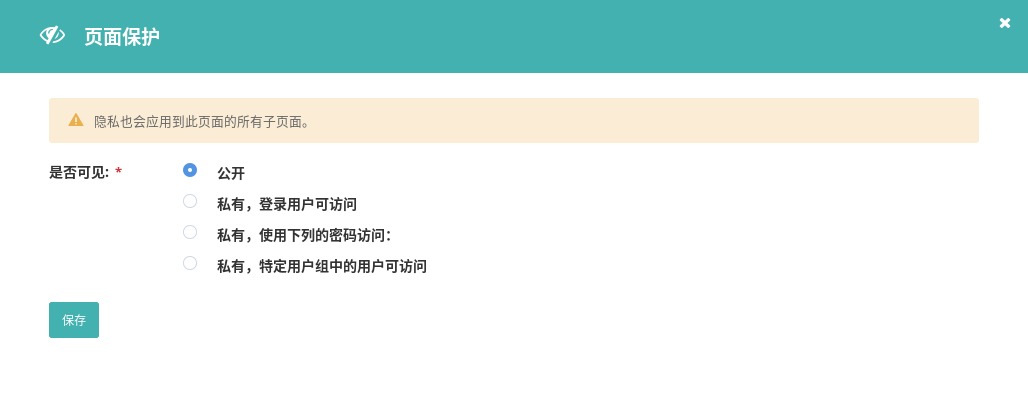 页面保护
隐私也会应用到此页面的所有子页面。
是否可见: *
公开
私有，登录用户可访问
私有，使用下列的密码访问：
私有，特定用户组中的用户可访问
保存